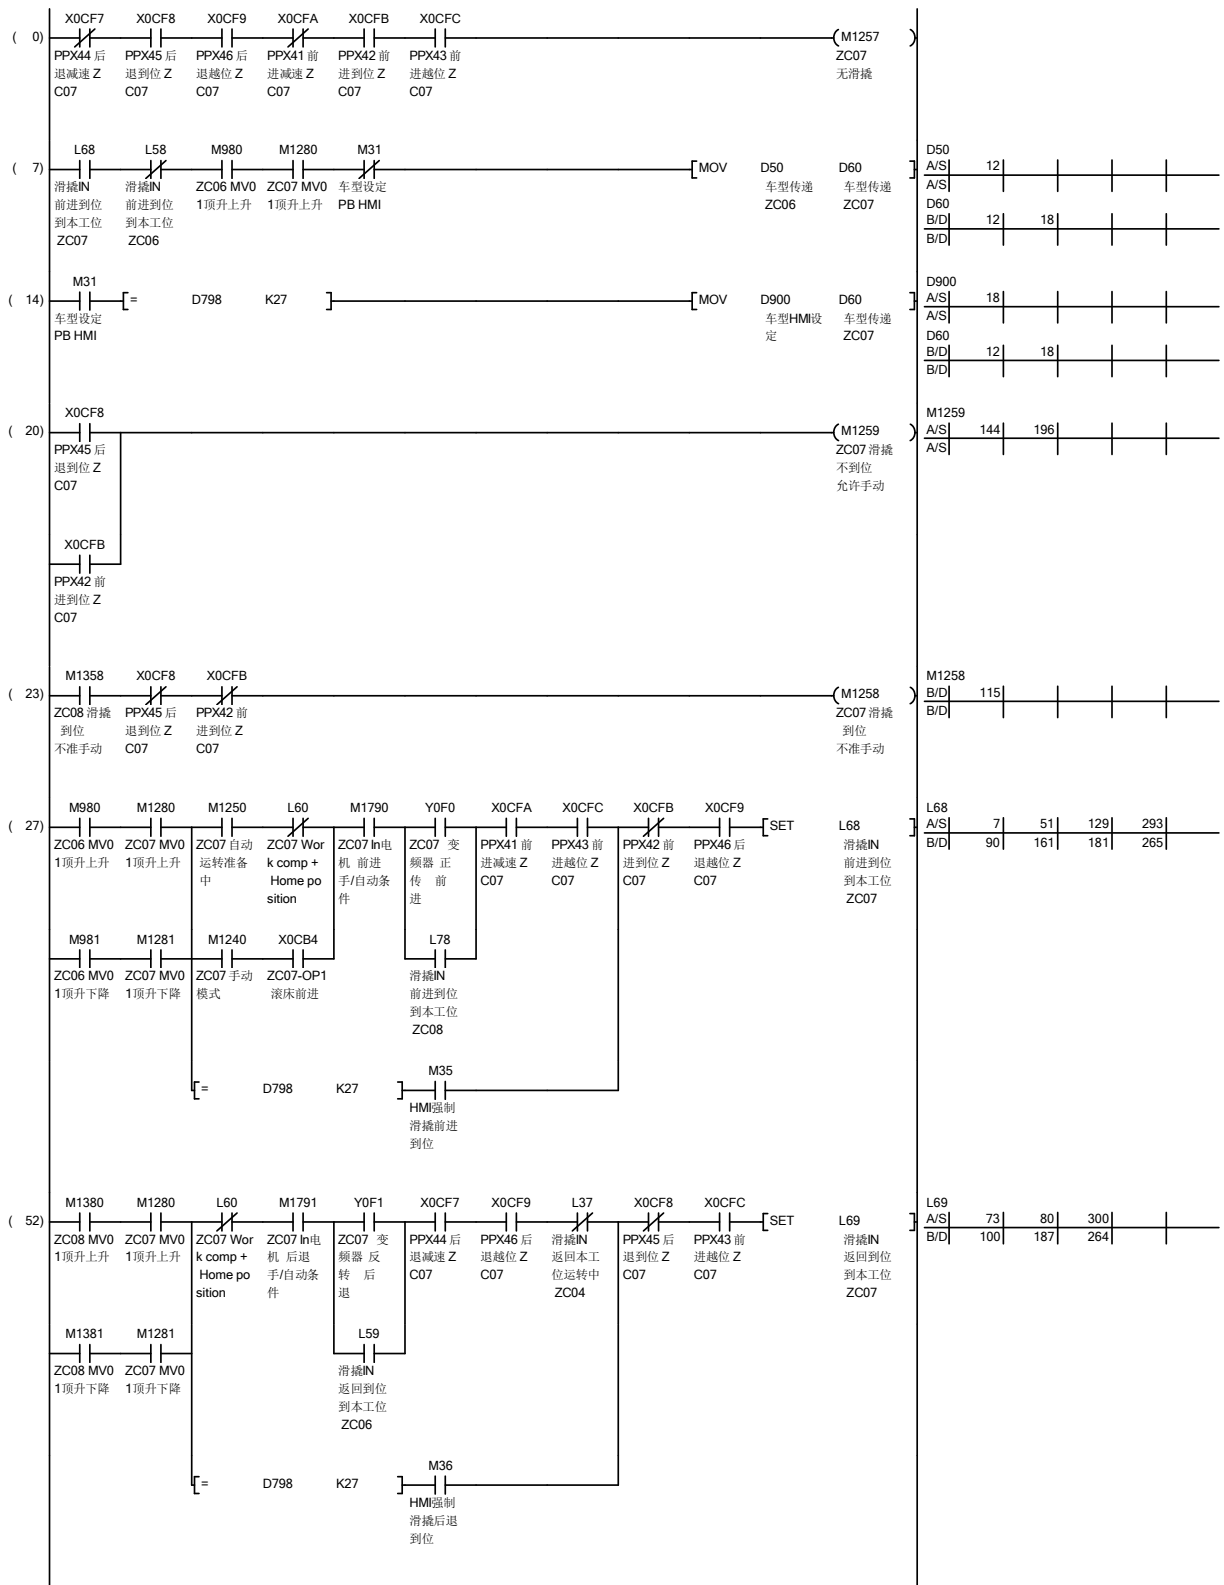 X0CF7 X0CF8 X0CF9 X0CFA X0CFB X0CFC
( 0) (M1257 )
PPX44 后 PPX45 后 PPX46 后 PPX41 前 PPX42 前 PPX43 前 ZC07
退减速 Z 退到位 Z 退越位 Z 进减速 Z 进到位 Z 进越位 Z 无滑撬
C07 C07 C07 C07 C07 C07
L68 L58 M980 M1280 M31 D50
( 7) [MOV D50 D60 ] A/S 12
滑撬IN 滑撬IN ZC06 MV0 ZC07 MV0 车型设定 车型传递 车型传递 A/S
前进到位 前进到位 1顶升上升 1顶升上升 PB HMI ZC06 ZC07 D60
到本工位 到本工位 B/D 12 18
ZC07 ZC06 B/D
M31 D900
( 14) [= D798 K27 ] [MOV D900 D60 ] A/S 18
车型设定 车型HMI设 车型传递 A/S
PB HMI 定 ZC07 D60
B/D 12 18
B/D
X0CF8 M1259
( 20) (M1259 ) A/S 144 196
PPX45 后 ZC07 滑撬 A/S
退到位 Z 不到位
C07 允许手动
X0CFB
PPX42 前
进到位 Z
C07
M1358 X0CF8 X0CFB M1258
( 23) (M1258 ) B/D 115
ZC08 滑撬 PPX45 后 PPX42 前 ZC07 滑撬 B/D
到位 退到位 Z 进到位 Z 到位
不准手动 C07 C07 不准手动
M980 M1280 M1250 L60 M1790 Y0F0 X0CFA X0CFC X0CFB X0CF9 L68
( 27) [SET L68 ] A/S 7 51 129 293
ZC06 MV0 ZC07 MV0 ZC07 自动 ZC07 Wor ZC07 In电 ZC07 变 PPX41 前 PPX43 前 PPX42 前 PPX46 后 滑撬IN B/D 90 161 181 265
1顶升上升 1顶升上升 运转准备 k comp + 机 前进 频器 正 进减速 Z 进越位 Z 进到位 Z 退越位 Z 前进到位
中 Home po 手/自动条 传 前 C07 C07 C07 C07 到本工位
sition 件 进 ZC07
M981 M1281 M1240 X0CB4 L78
ZC06 MV0 ZC07 MV0 ZC07 手动 ZC07-OP1 滑撬IN
1顶升下降 1顶升下降 模式 滚床前进 前进到位
到本工位
ZC08
M35
[= D798 K27 ]
HMI强制
滑撬前进
到位
M1380 M1280 L60 M1791 Y0F1 X0CF7 X0CF9 L37 X0CF8 X0CFC L69
( 52) [SET L69 ] A/S 73 80 300
ZC08 MV0 ZC07 MV0 ZC07 Wor ZC07 In电 ZC07 变 PPX44 后 PPX46 后 滑撬IN PPX45 后 PPX43 前 滑撬IN B/D 100 187 264
1顶升上升 1顶升上升 k comp + 机 后退 频器 反 退减速 Z 退越位 Z 返回本工 退到位 Z 进越位 Z 返回到位
Home po 手/自动条 转 后 C07 C07 位运转中 C07 C07 到本工位
sition 件 退 ZC04 ZC07
M1381 M1281 L59
ZC08 MV0 ZC07 MV0 滑撬IN
1顶升下降 1顶升下降 返回到位
到本工位
ZC06
M36
[= D798 K27 ]
HMI强制
滑撬后退
到位